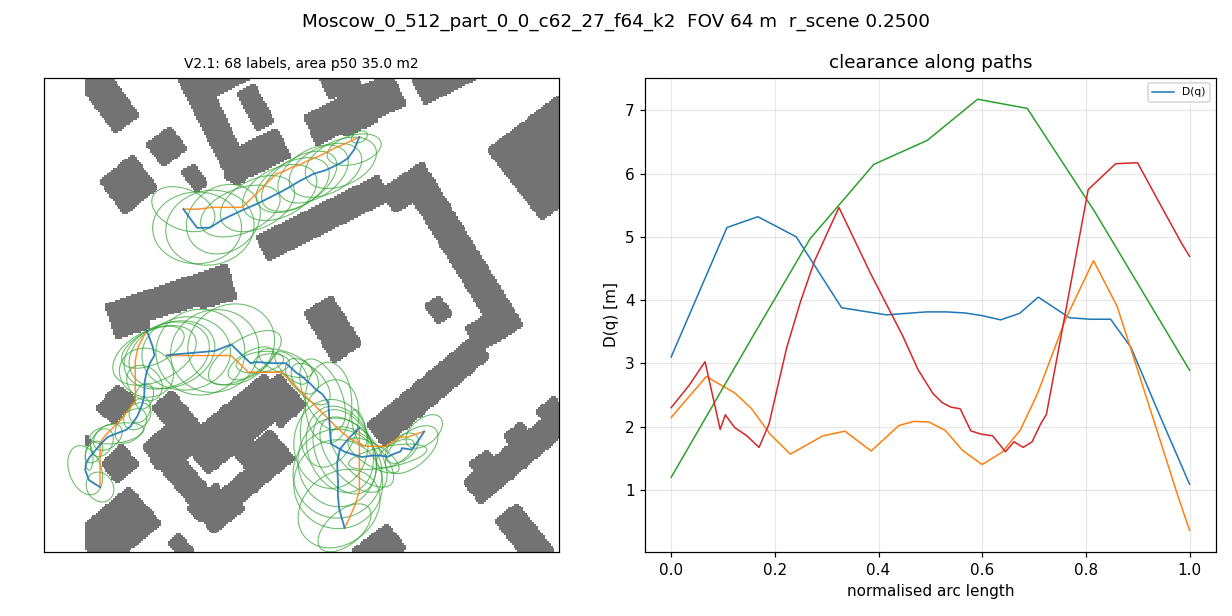 Moscow_0_512_part_0_0_c62_27_f64_k2  FOV 64 m  r_scene 0.2500
V2.1: 68 labels, area p50 35.0 m2
clearance along paths
D(q)
D(q) [m]
7
6
5
4
3
2
1
0.0 0.2 0.4 0.6 0.8 1.0
normalised arc length